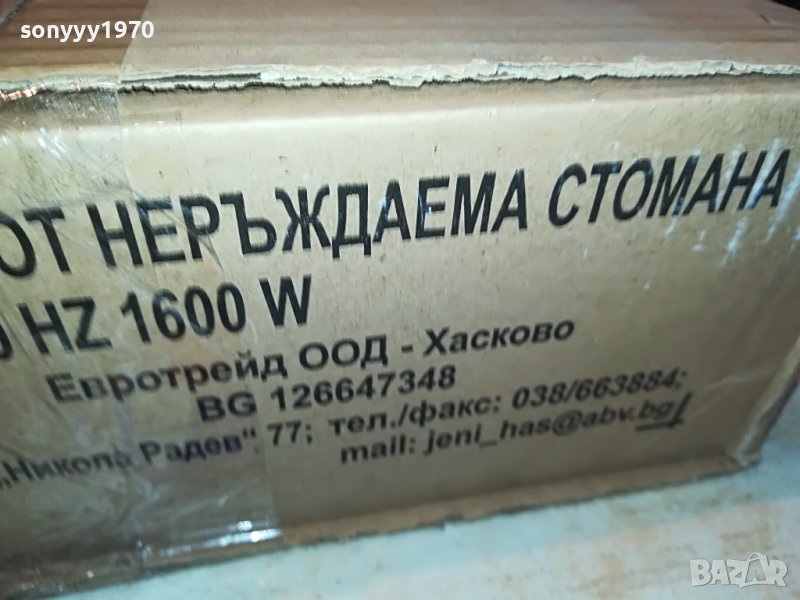 sonyyy1970
ОТ НЕРЪЖДАЕМА СТОМАНА
HZ 1600 W
Евротрейд ООД - Хасково
BG 126647348
„Никола Радев“ 77; тел./факс: 038/663884;
mail: jeni_has@abv.bg
BAZAR